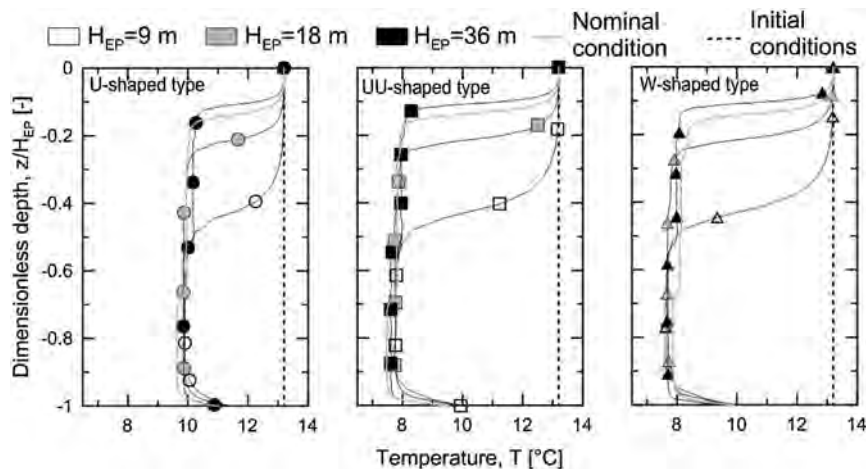 H_EP=9 m H_EP=18 m H_EP=36 m Nominal condition Initial conditions
U-shaped type UU-shaped type W-shaped type
Dimensionless depth, z/H_EP [-]
0
-0.2
-0.4
-0.6
-0.8
-1
8 10 12 14 8 10 12 14 8 10 12 14
Temperature, T [°C]